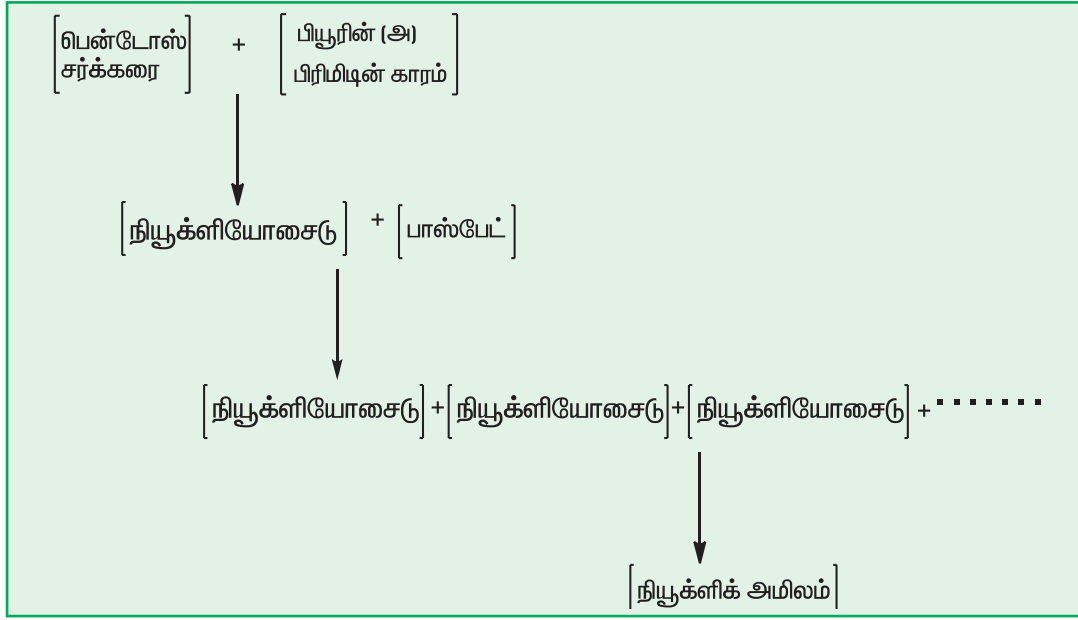 பென்டோஸ் சர்க்கரை + பியூரின் (அ) பிரிமிடின் காரம்
நியூக்ளியோசைடு + பாஸ்பேட்
நியூக்ளியோசைடு + நியூக்ளியோசைடு + நியூக்ளியோசைடு + .......
நியூக்ளிக் அமிலம்